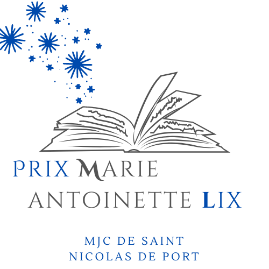 PRIX MARIE
ANTOINETTE LIX
MJC DE SAINT
NICOLAS DE PORT